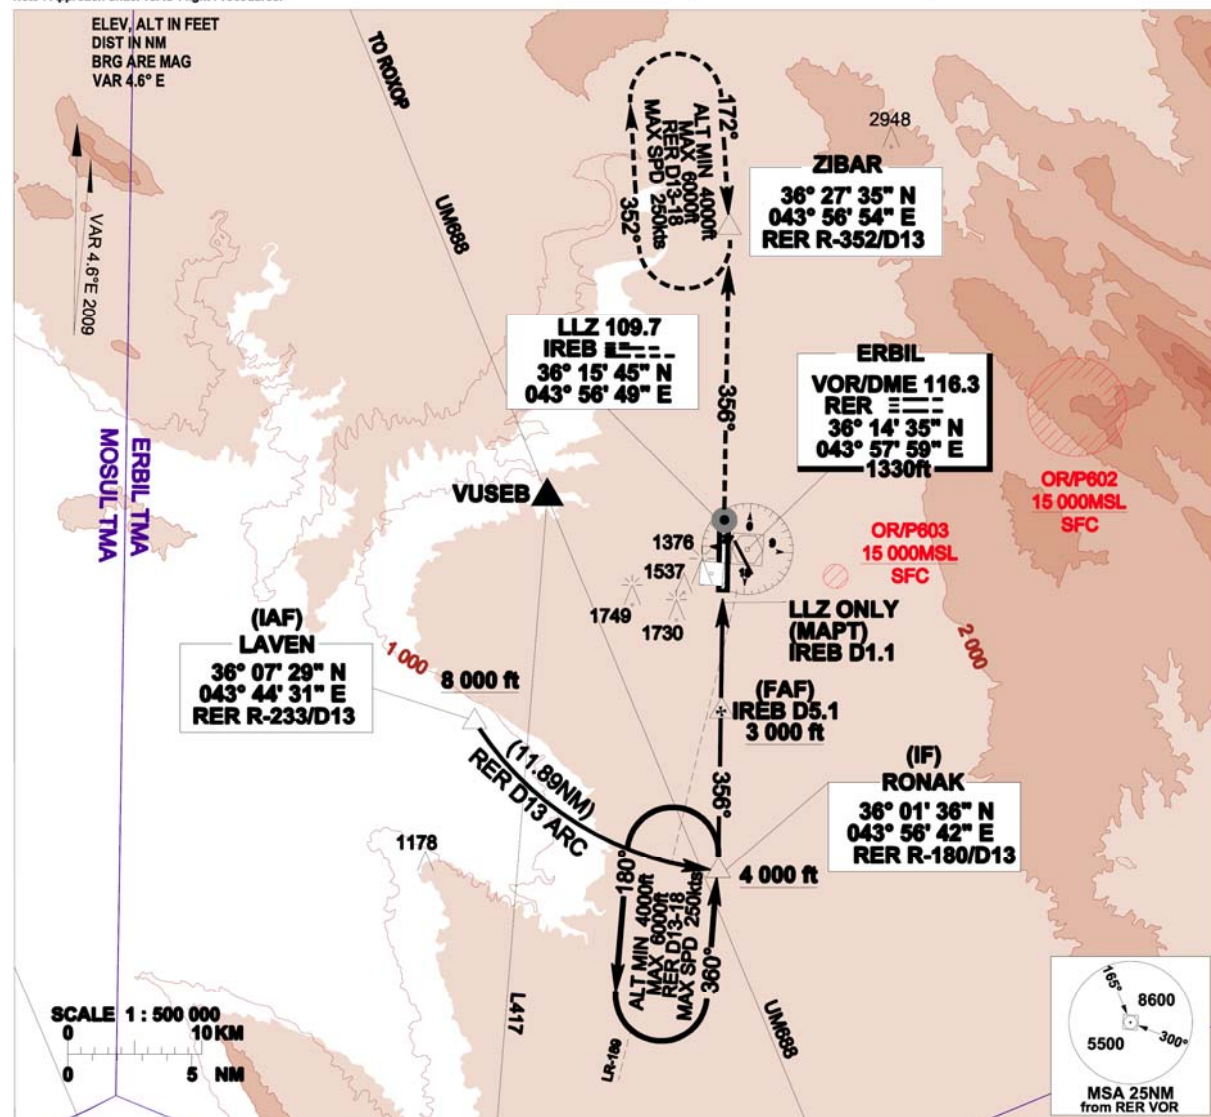 ELEV, ALT IN FEET
DIST IN NM
BRG ARE MAG
VAR 4.6° E
TO ROXOP
172°
ALT MIN 4000ft
MAX 6000ft
RER D13-18
MAX SPD 250kts
352°
2948
ZIBAR
36° 27' 35" N
043° 56' 54" E
RER R-352/D13
UM688
VAR 4.6°E 2009
LLZ 109.7
IREB
36° 15' 45" N
043° 56' 49" E
356°
ERBIL
VOR/DME 116.3
RER
36° 14' 35" N
043° 57' 59" E
1330ft
ERBIL TMA
MOSUL TMA
VUSEB
OR/P602
15 000MSL
SFC
OR/P603
15 000MSL
SFC
1376
1537
1749
1730
LLZ ONLY
(MAPT)
IREB D1.1
2 000
(IAF)
LAVEN
36° 07' 29" N
043° 44' 31" E
RER R-233/D13
1 000
8 000 ft
(FAF)
IREB D5.1
3 000 ft
(11.89NM)
RER D13 ARC
356°
(IF)
RONAK
36° 01' 36" N
043° 56' 42" E
RER R-180/D13
1178
4 000 ft
180°
ALT MIN 4000ft
MAX 6000ft
RER D13-18
MAX SPD 250kts
360°
SCALE 1 : 500 000
0 10 KM
0 5 NM
L417
LR-189
UM688
165°
8600
5500
300°
MSA 25NM
from RER VOR